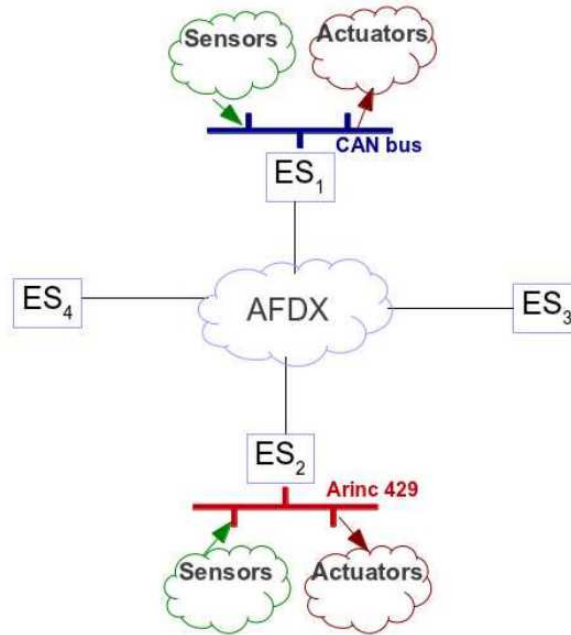 Sensors
Actuators
CAN bus
ES₁
ES₄
AFDX
ES₃
ES₂
Arinc 429
Sensors
Actuators